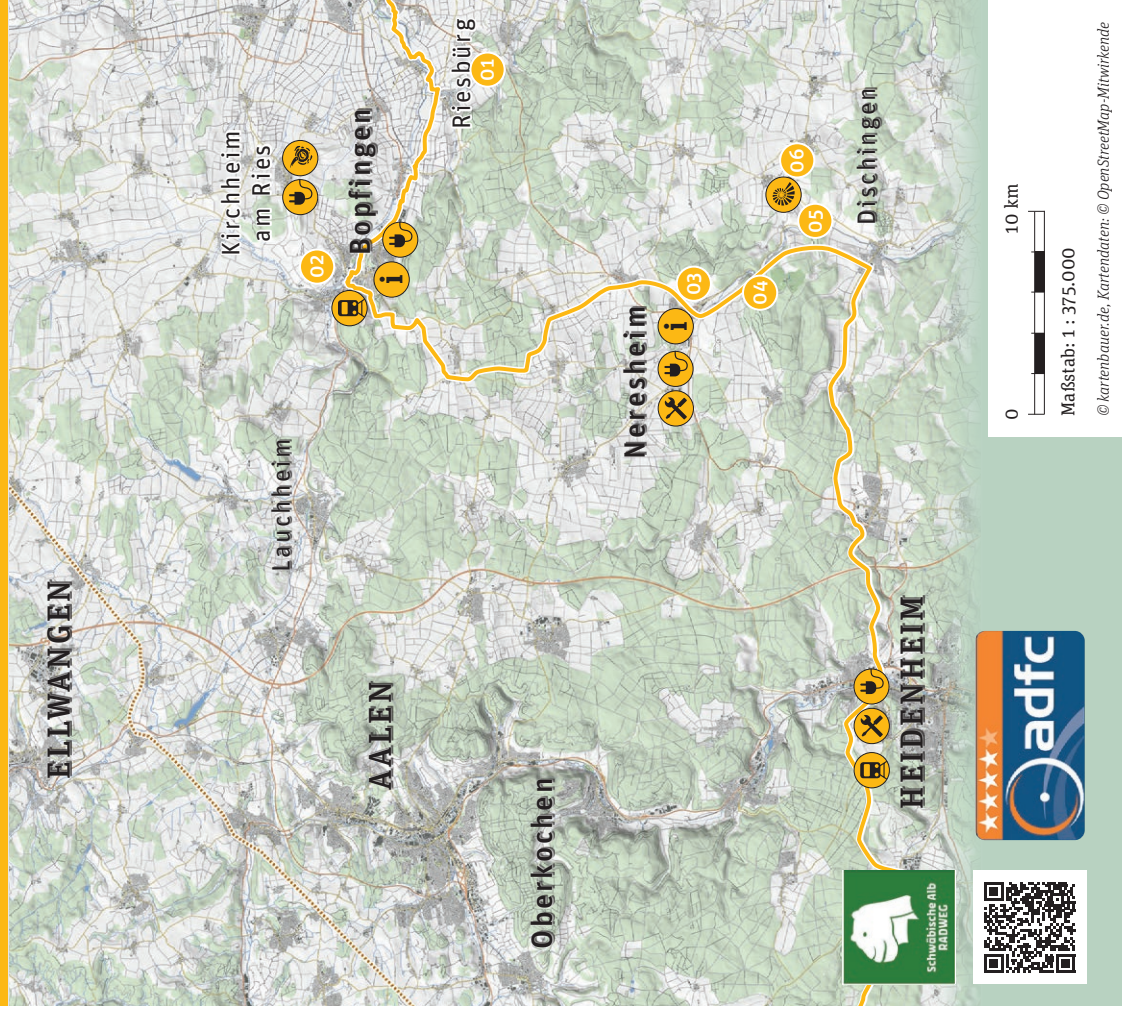 ELLWANGEN
Kirchheim
am Ries
Lauchheim
02
Bopfingen
i
AALEN
Riesbürg
01
Oberkochen
Neresheim
i
03
04
06
05
Dischingen
HEIDENHEIM
Schwäbische Alb
RADWEG
adfc
0 10 km
Maßstab: 1 : 375.000
© kartenbauer.de, Kartendaten: © OpenStreetMap-Mitwirkende